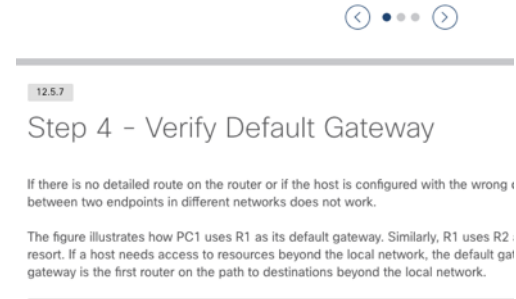 12.5.7
Step 4 - Verify Default Gateway
If there is no detailed route on the router or if the host is configured with the wrong
between two endpoints in different networks does not work.
The figure illustrates how PC1 uses R1 as its default gateway. Similarly, R1 uses R2
resort. If a host needs access to resources beyond the local network, the default
gateway is the first router on the path to destinations beyond the local network.